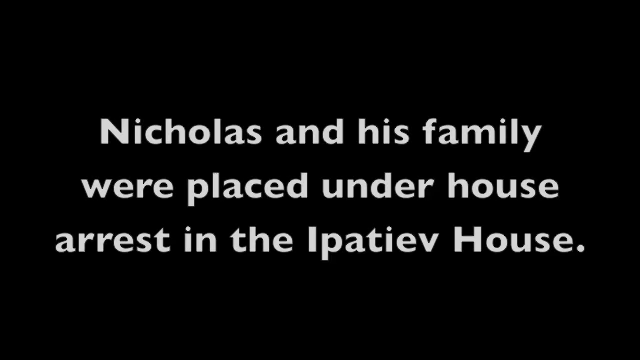 Nicholas and his family
were placed under house
arrest in the Ipatiev House.